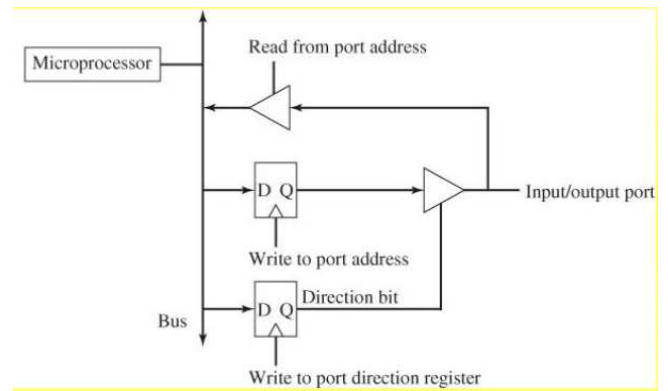 Read from port address
Microprocessor
D Q
Input/output port
Write to port address
Direction bit
D Q
Bus
Write to port direction register